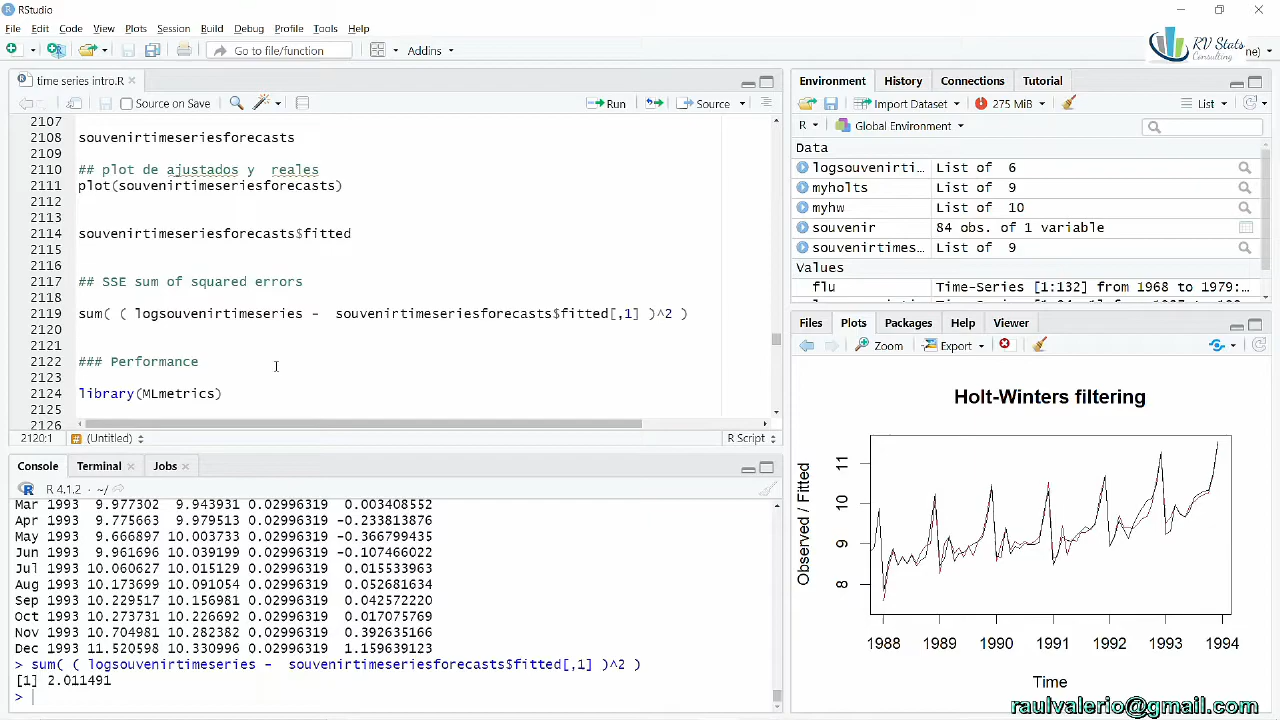 RStudio
File Edit Code View Plots Session Build Debug Profile Tools Help
Go to file/function Addins
RV Stats
Consulting
ne)
time series intro.R
Source on Save Run Source
2107
2108 souvenirtimeseriesforecasts
2109
2110 ## plot de ajustados y reales
2111 plot(souvenirtimeseriesforecasts)
2112
2113
2114 souvenirtimeseriesforecasts$fitted
2115
2116
2117 ## SSE sum of squared errors
2118
2119 sum( ( logsouvenirtimeseries - souvenirtimeseriesforecasts$fitted[,1] )^2 )
2120
2121
2122 ### Performance
2123
2124 library(MLmetrics)
2125
2126
2120:1 (Untitled) R Script
Console Terminal Jobs
R 4.1.2 · ~/
Mar 1993 9.977302 9.943931 0.02996319 0.003408552
Apr 1993 9.775663 9.979513 0.02996319 -0.233813876
May 1993 9.666897 10.003733 0.02996319 -0.366799435
Jun 1993 9.961696 10.039199 0.02996319 -0.107466022
Jul 1993 10.060627 10.015129 0.02996319 0.015533963
Aug 1993 10.173699 10.091054 0.02996319 0.052681634
Sep 1993 10.229517 10.156981 0.02996319 0.042572220
Oct 1993 10.273731 10.226692 0.02996319 0.017075769
Nov 1993 10.704981 10.282382 0.02996319 0.392635166
Dec 1993 11.520598 10.330996 0.02996319 1.159639123
> sum( ( logsouvenirtimeseries - souvenirtimeseriesforecasts$fitted[,1] )^2 )
[1] 2.011491
>
Environment History Connections Tutorial
Import Dataset 275 MiB List
R Global Environment
Data
logsouvenirti... List of 6
myholts List of 9
myhw List of 10
souvenir 84 obs. of 1 variable
souvenirtimes... List of 9
Values
flu Time-Series [1:132] from 1968 to 1979:...
Files Plots Packages Help Viewer
Zoom Export
Holt-Winters filtering
Observed / Fitted
11
10
9
8
1988 1989 1990 1991 1992 1993 1994
Time
raulvalerio@gmail.com